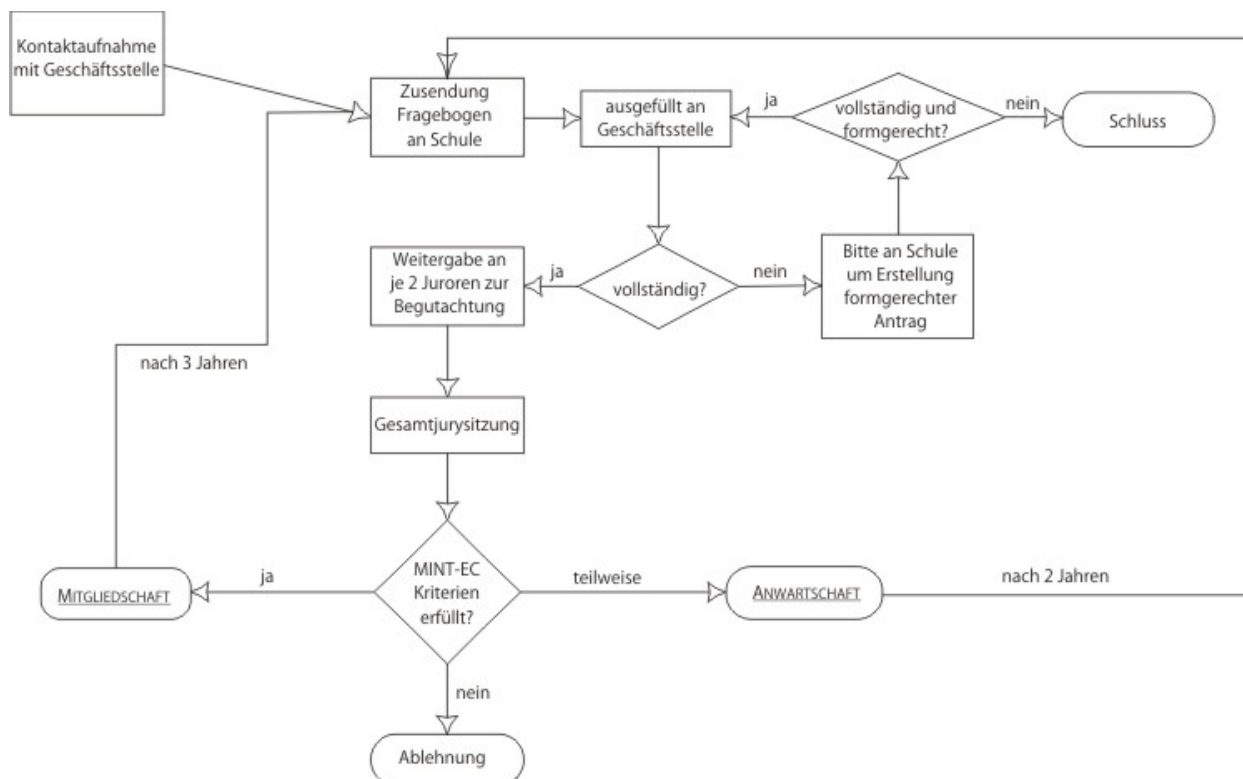 Kontaktaufnahme
mit Geschäftsstelle
Zusendung
Fragebogen
an Schule
ausgefüllt an
Geschäftsstelle
ja
vollständig und
formgerecht?
nein
Schluss
Weitergabe an
je 2 Juroren zur
Begutachtung
ja
vollständig?
nein
Bitte an Schule
um Erstellung
formgerechter
Antrag
nach 3 Jahren
Gesamtjurysitzung
MITGLIEDSCHAFT
ja
MINT-EC
Kriterien
erfüllt?
teilweise
ANWARTSCHAFT
nach 2 Jahren
nein
Ablehnung